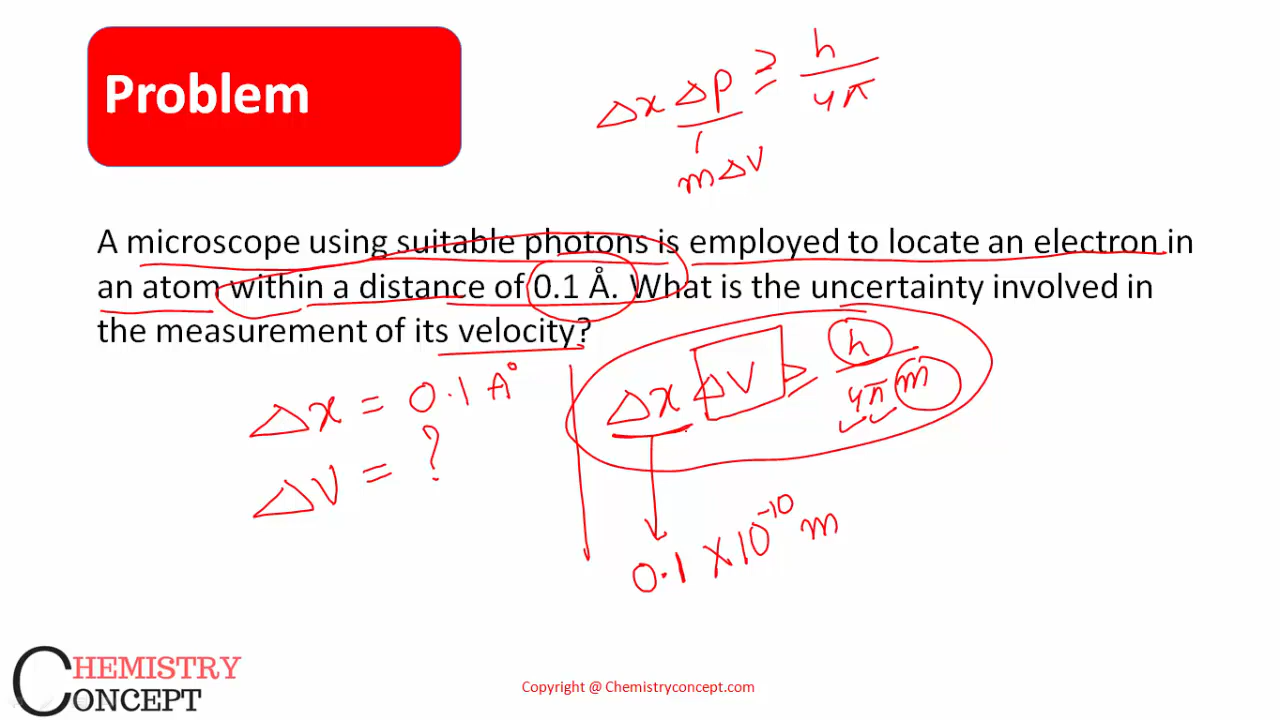 Problem
Δx Δp ≥ h/4π
mΔV
A microscope using suitable photons is employed to locate an electron in
an atom within a distance of 0.1 Å. What is the uncertainty involved in
the measurement of its velocity?
Δx = 0.1 A°
Δx ΔV ≥ h/4πm
ΔV = ?
0.1 × 10⁻¹⁰ m
CHEMISTRY
CONCEPT
Copyright @ Chemistryconcept.com